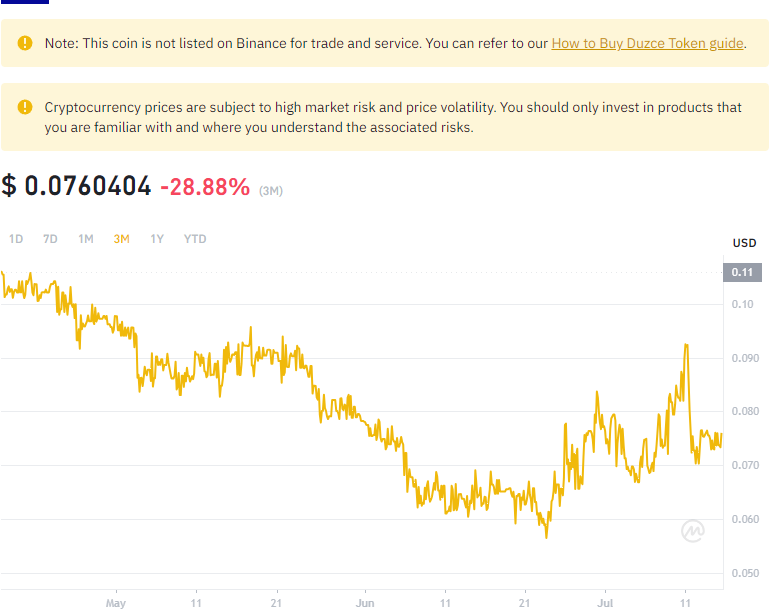 Note: This coin is not listed on Binance for trade and service. You can refer to our How to Buy Duzce Token guide.
Cryptocurrency prices are subject to high market risk and price volatility. You should only invest in products that
you are familiar with and where you understand the associated risks.
$ 0.0760404 -28.88% (3M)
1D 7D 1M 3M 1Y YTD
USD
0.11
0.10
0.090
0.080
0.070
0.060
0.050
May 11 21 Jun 11 21 Jul 11